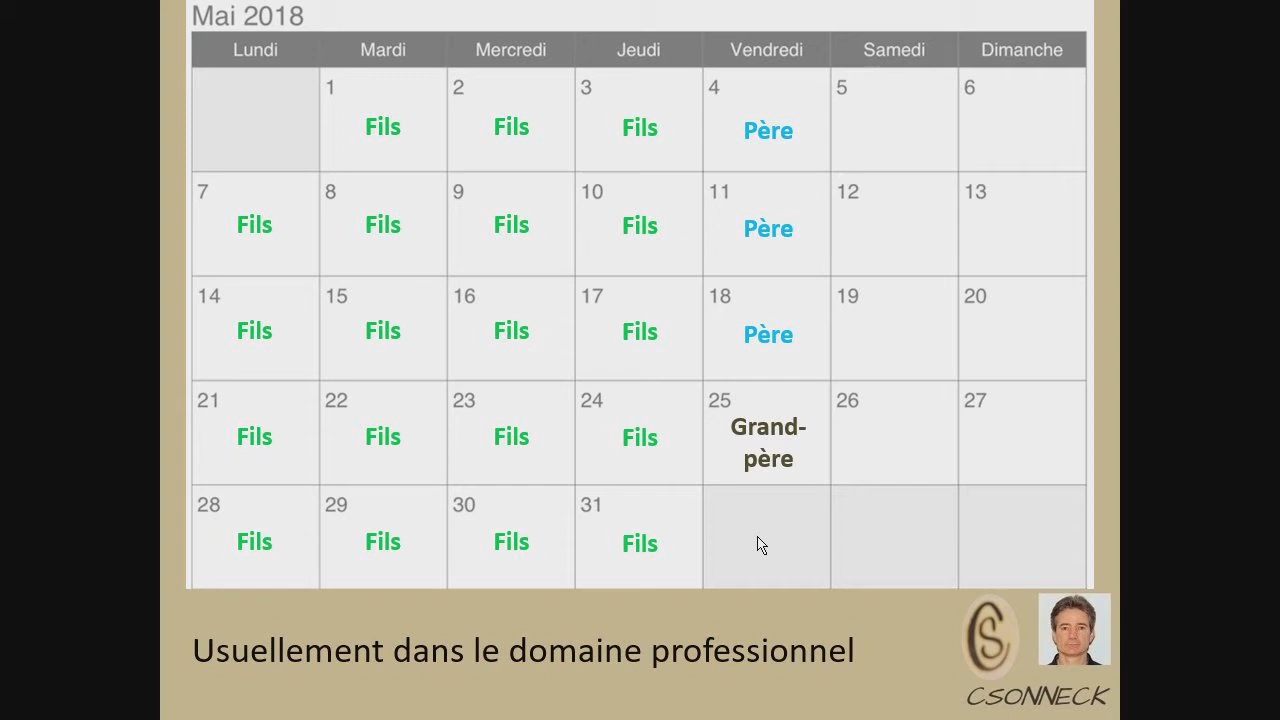 Mai 2018
Lundi Mardi Mercredi Jeudi Vendredi Samedi Dimanche
1 2 3 4 5 6
Fils Fils Fils Père
7 8 9 10 11 12 13
Fils Fils Fils Fils Père
14 15 16 17 18 19 20
Fils Fils Fils Fils Père
21 22 23 24 25 26 27
Fils Fils Fils Fils Grand-
père
28 29 30 31
Fils Fils Fils Fils
Usuellement dans le domaine professionnel
CS
CSONNECK